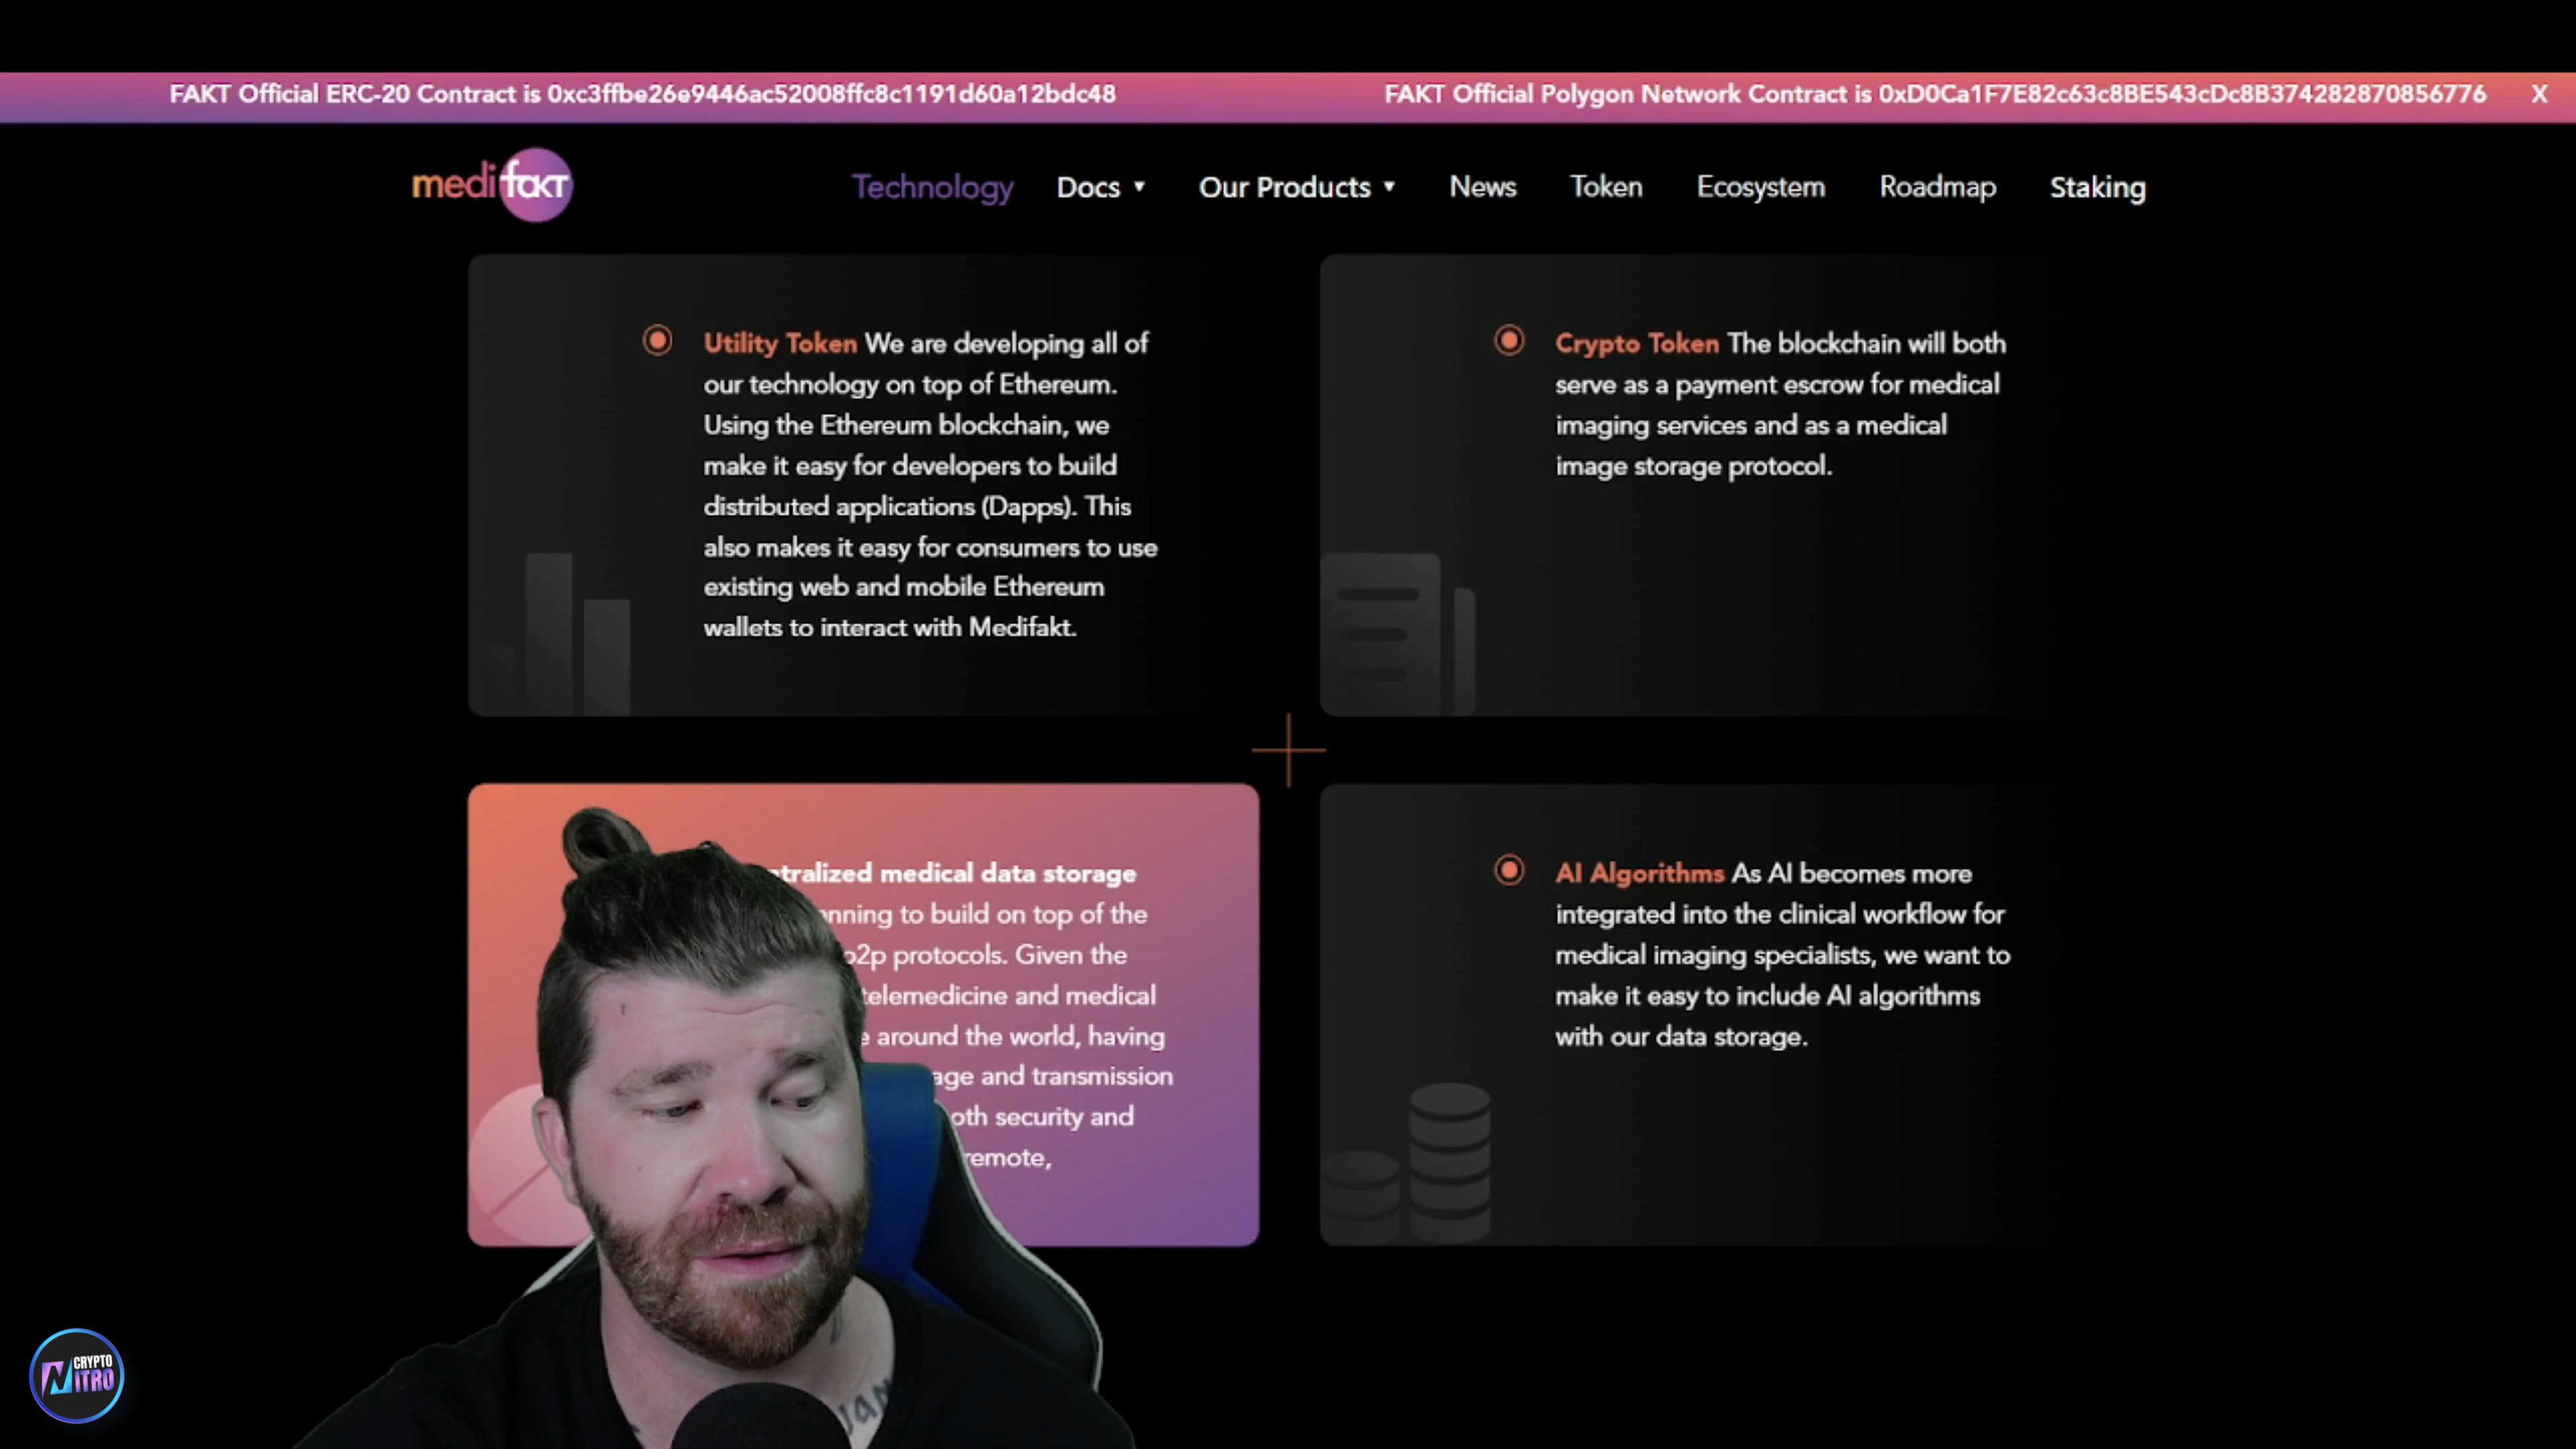 FAKT Official ERC-20 Contract is 0xc3ffbe26e9446ac52008ffc8c1191d60a12bdc48
FAKT Official Polygon Network Contract is 0xD0Ca1F7E82c63c8BE543cDc8B374282870856776 X
medifakt
Technology Docs ▼ Our Products ▼ News Token Ecosystem Roadmap Staking
Utility Token We are developing all of
our technology on top of Ethereum.
Using the Ethereum blockchain, we
make it easy for developers to build
distributed applications (Dapps). This
also makes it easy for consumers to use
existing web and mobile Ethereum
wallets to interact with Medifakt.
Crypto Token The blockchain will both
serve as a payment escrow for medical
imaging services and as a medical
image storage protocol.
medical data storage
to build on top of the
protocols. Given the
telemedicine and medical
around the world, having
and transmission
security and
remote,
AI Algorithms As AI becomes more
integrated into the clinical workflow for
medical imaging specialists, we want to
make it easy to include AI algorithms
with our data storage.
CRYPTO
NITRO